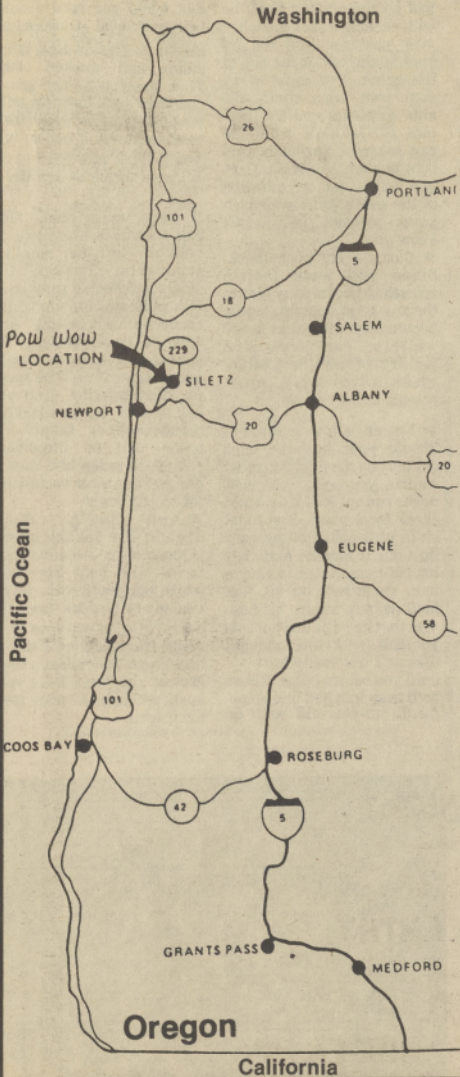 Washington
26
PORTLAN
101
5
18
SALEM
POW WOW
LOCATION
229
SILETZ
NEWPORT
ALBANY
20
20
Pacific Ocean
EUGENE
58
101
COOS BAY
ROSEBURG
42
5
GRANTS PASS
MEDFORD
Oregon
California